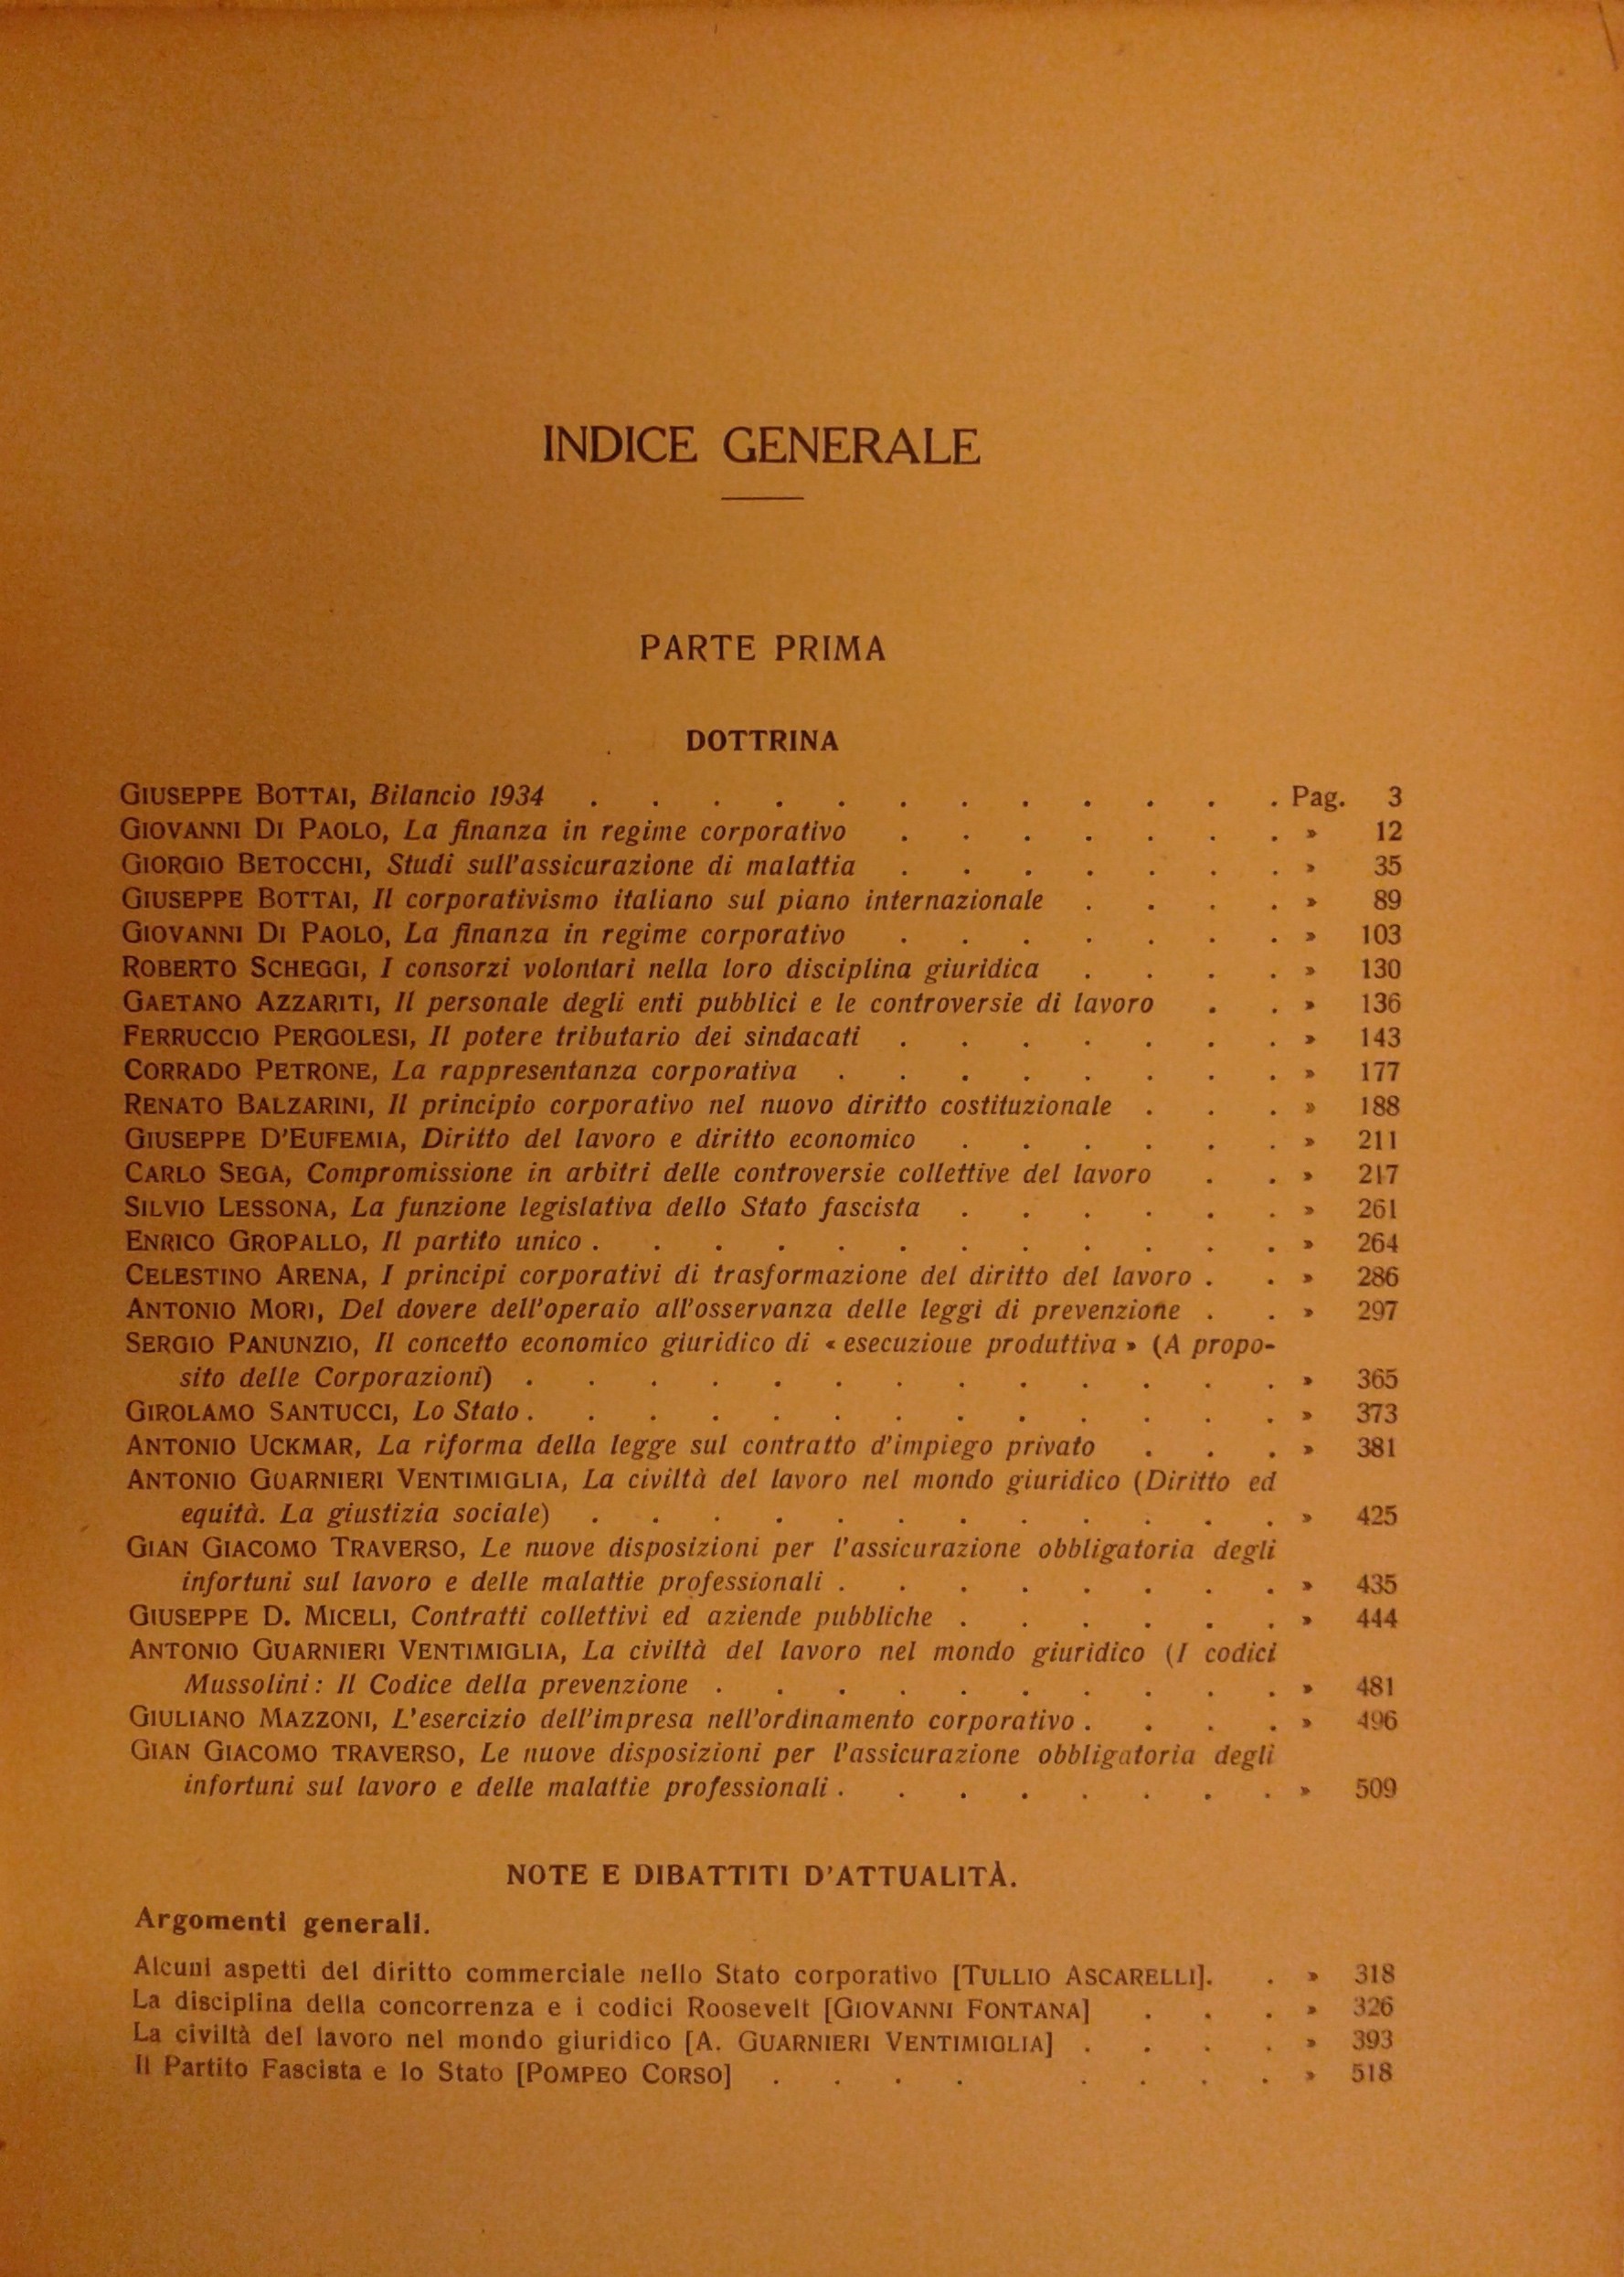 INDICE GENERALE
PARTE PRIMA
DOTTRINA
GIUSEPPE BOTTAI, Bilancio 1934 . . . . . . . . . . . . Pag. 3
GIOVANNI DI PAOLO, La finanza in regime corporativo . . . . . . . » 12
GIORGIO BETOCCHI, Studi sull'assicurazione di malattia . . . . . . . » 35
GIUSEPPE BOTTAI, Il corporativismo italiano sul piano internazionale . . . . » 89
GIOVANNI DI PAOLO, La finanza in regime corporativo . . . . . . . » 103
ROBERTO SCHEGGI, I consorzi volontari nella loro disciplina giuridica . . . . » 130
GAETANO AZZARITI, Il personale degli enti pubblici e le controversie di lavoro . . » 136
FERRUCCIO PERGOLESI, Il potere tributario dei sindacati . . . . . . . » 143
CORRADO PETRONE, La rappresentanza corporativa . . . . . . . . » 177
RENATO BALZARINI, Il principio corporativo nel nuovo diritto costituzionale . . . » 188
GIUSEPPE D'EUFEMIA, Diritto del lavoro e diritto economico . . . . . . » 211
CARLO SEGA, Compromissione in arbitri delle controversie collettive del lavoro . . » 217
SILVIO LESSONA, La funzione legislativa dello Stato fascista . . . . . . » 261
ENRICO GROPALLO, Il partito unico . . . . . . . . . . . . » 264
CELESTINO ARENA, I principi corporativi di trasformazione del diritto del lavoro . . » 286
ANTONIO MORI, Del dovere dell'operaio all'osservanza delle leggi di prevenzione . . » 297
SERGIO PANUNZIO, Il concetto economico giuridico di « esecuzioue produttiva » (A propo-
sito delle Corporazioni) . . . . . . . . . . . . . » 365
GIROLAMO SANTUCCI, Lo Stato . . . . . . . . . . . . . » 373
ANTONIO UCKMAR, La riforma della legge sul contratto d'impiego privato . . . » 381
ANTONIO GUARNIERI VENTIMIGLIA, La civiltà del lavoro nel mondo giuridico (Diritto ed
equità. La giustizia sociale) . . . . . . . . . . . . » 425
GIAN GIACOMO TRAVERSO, Le nuove disposizioni per l'assicurazione obbligatoria degli
infortuni sul lavoro e delle malattie professionali . . . . . . . . » 435
GIUSEPPE D. MICELI, Contratti collettivi ed aziende pubbliche . . . . . . » 444
ANTONIO GUARNIERI VENTIMIGLIA, La civiltà del lavoro nel mondo giuridico (I codici
Mussolini : Il Codice della prevenzione . . . . . . . . . . » 481
GIULIANO MAZZONI, L'esercizio dell'impresa nell'ordinamento corporativo . . . . » 496
GIAN GIACOMO TRAVERSO, Le nuove disposizioni per l'assicurazione obbligatoria degli
infortuni sul lavoro e delle malattie professionali . . . . . . . . » 509
NOTE E DIBATTITI D'ATTUALITÀ.
Argomenti generali.
Alcuni aspetti del diritto commerciale nello Stato corporativo [TULLIO ASCARELLI]. . » 318
La disciplina della concorrenza e i codici Roosevelt [GIOVANNI FONTANA] . . . » 326
La civiltà del lavoro nel mondo giuridico [A. GUARNIERI VENTIMIGLIA] . . . . » 393
Il Partito Fascista e lo Stato [POMPEO CORSO] . . . . . . . . » 518